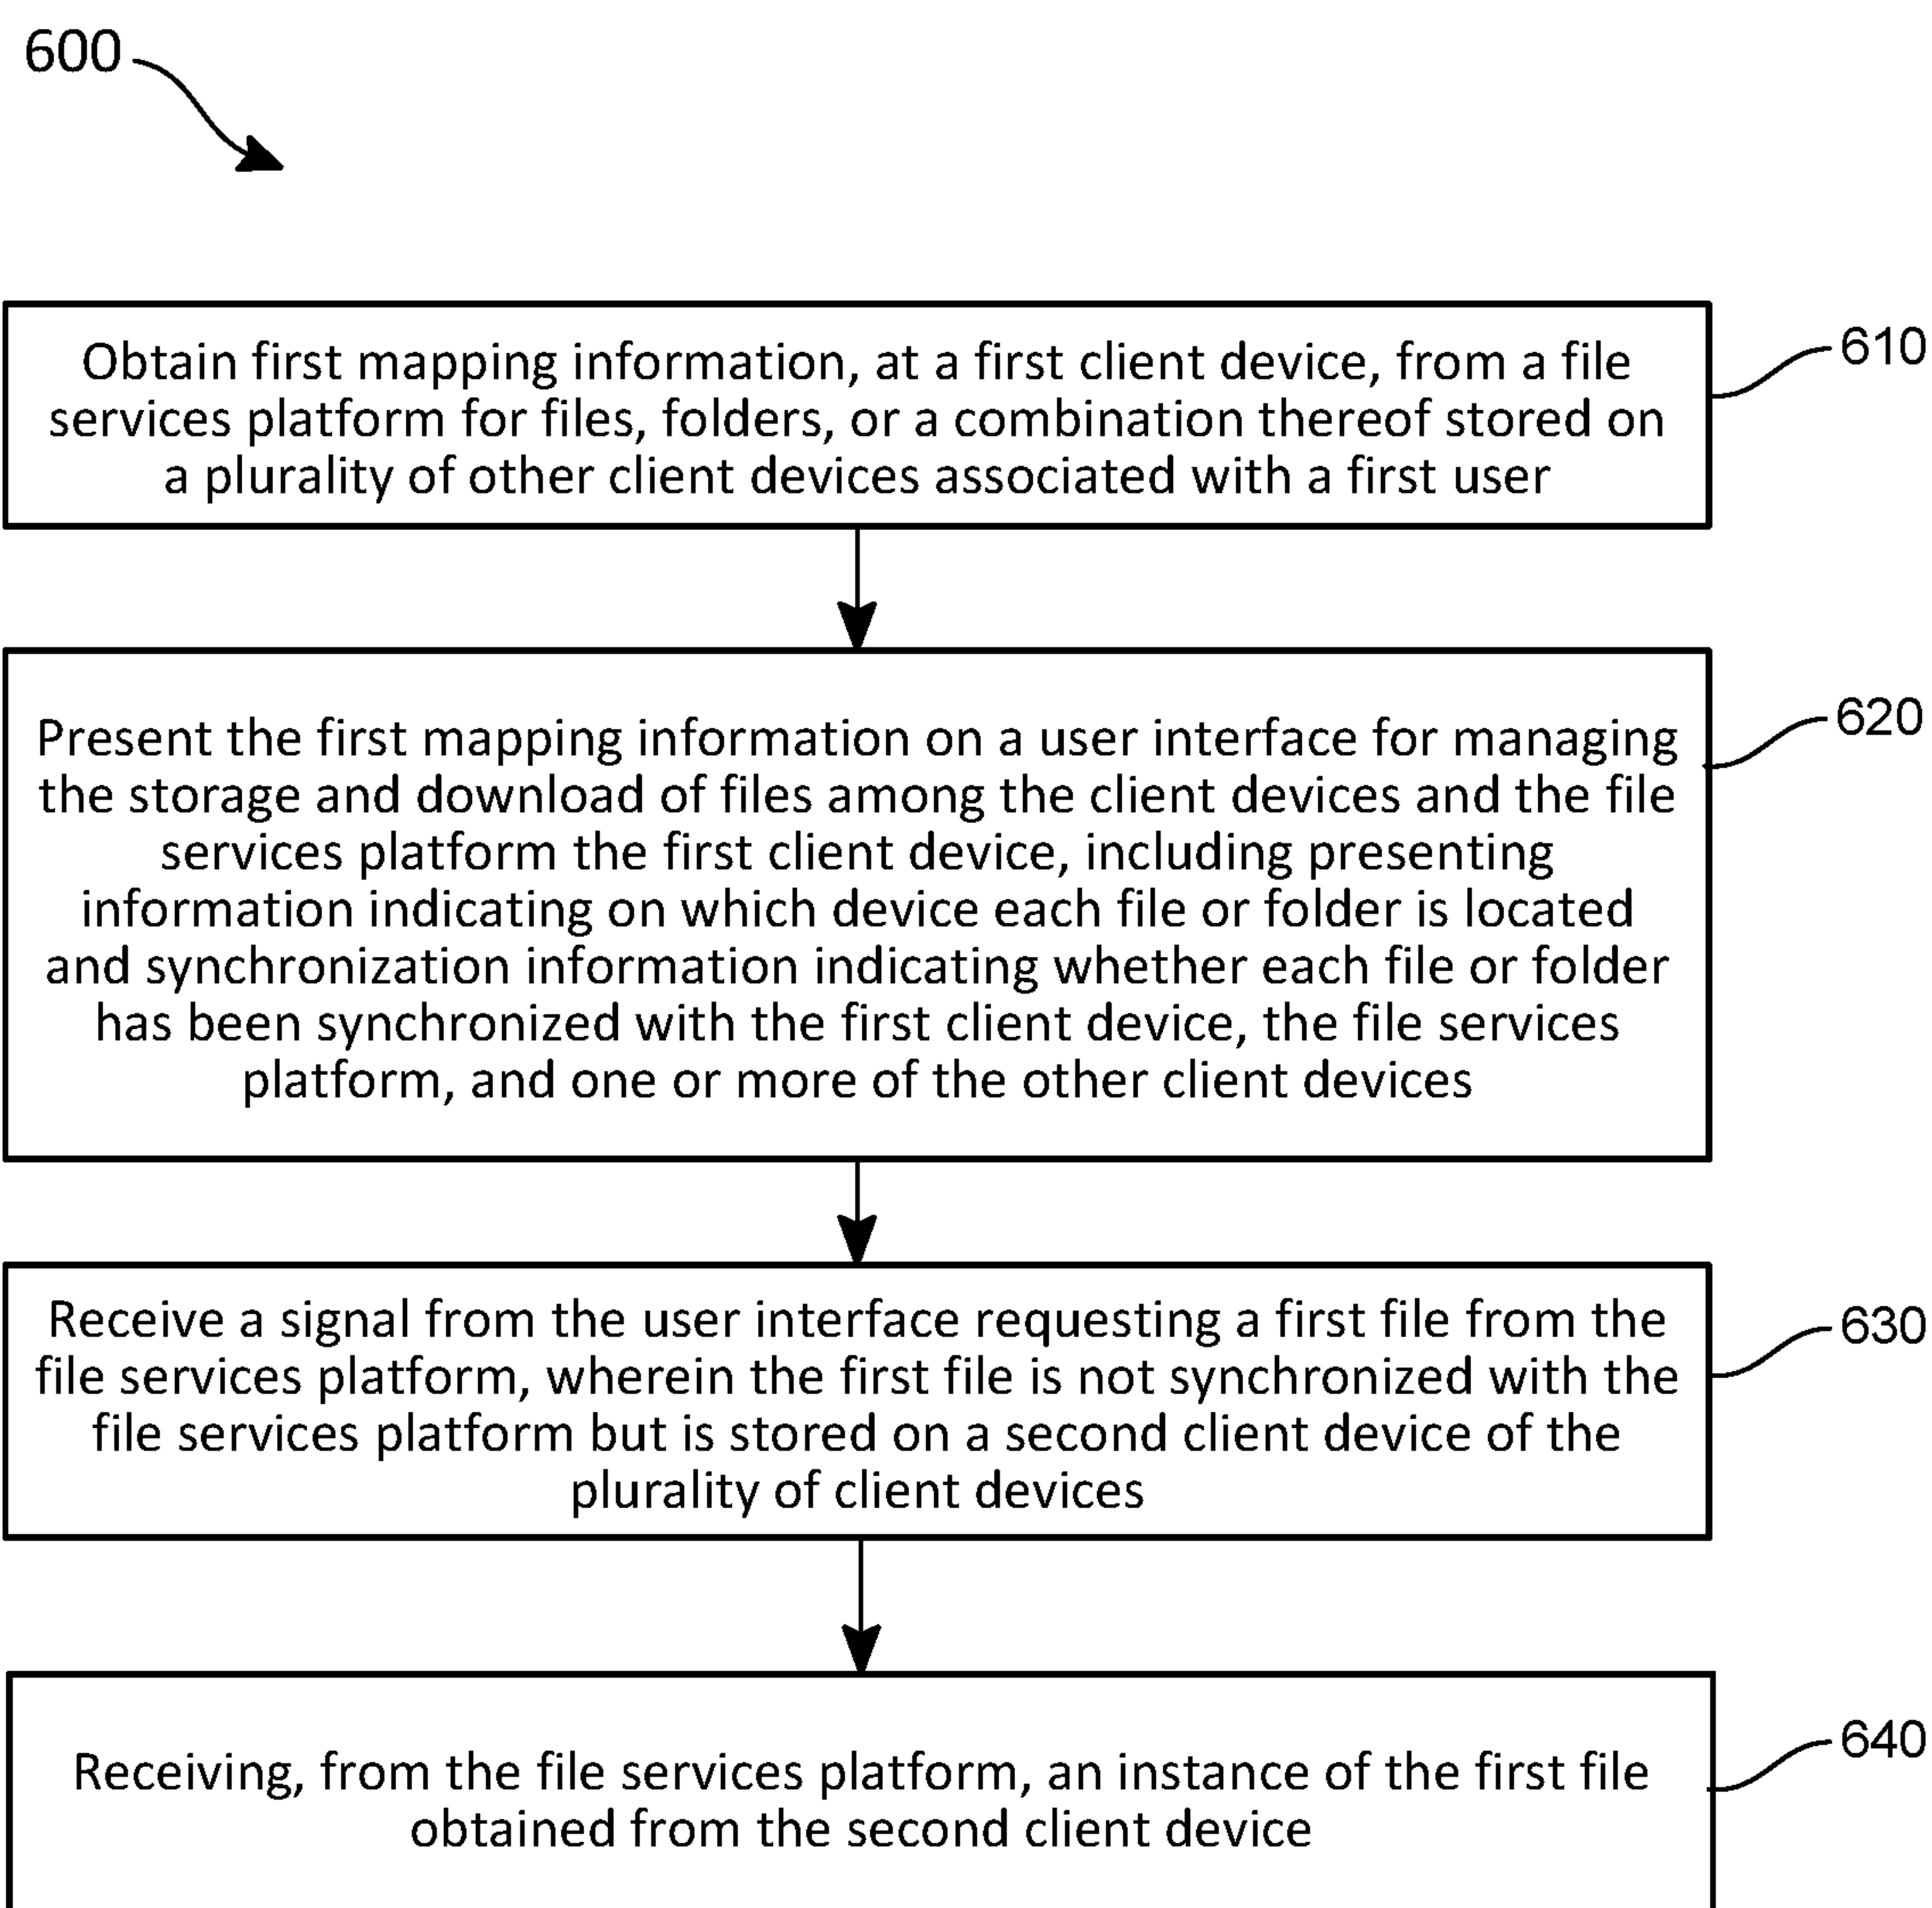 600
Obtain first mapping information, at a first client device, from a file
services platform for files, folders, or a combination thereof stored on
a plurality of other client devices associated with a first user
610
Present the first mapping information on a user interface for managing
the storage and download of files among the client devices and the file
services platform the first client device, including presenting
information indicating on which device each file or folder is located
and synchronization information indicating whether each file or folder
has been synchronized with the first client device, the file services
platform, and one or more of the other client devices
620
Receive a signal from the user interface requesting a first file from the
file services platform, wherein the first file is not synchronized with the
file services platform but is stored on a second client device of the
plurality of client devices
630
Receiving, from the file services platform, an instance of the first file
obtained from the second client device
640